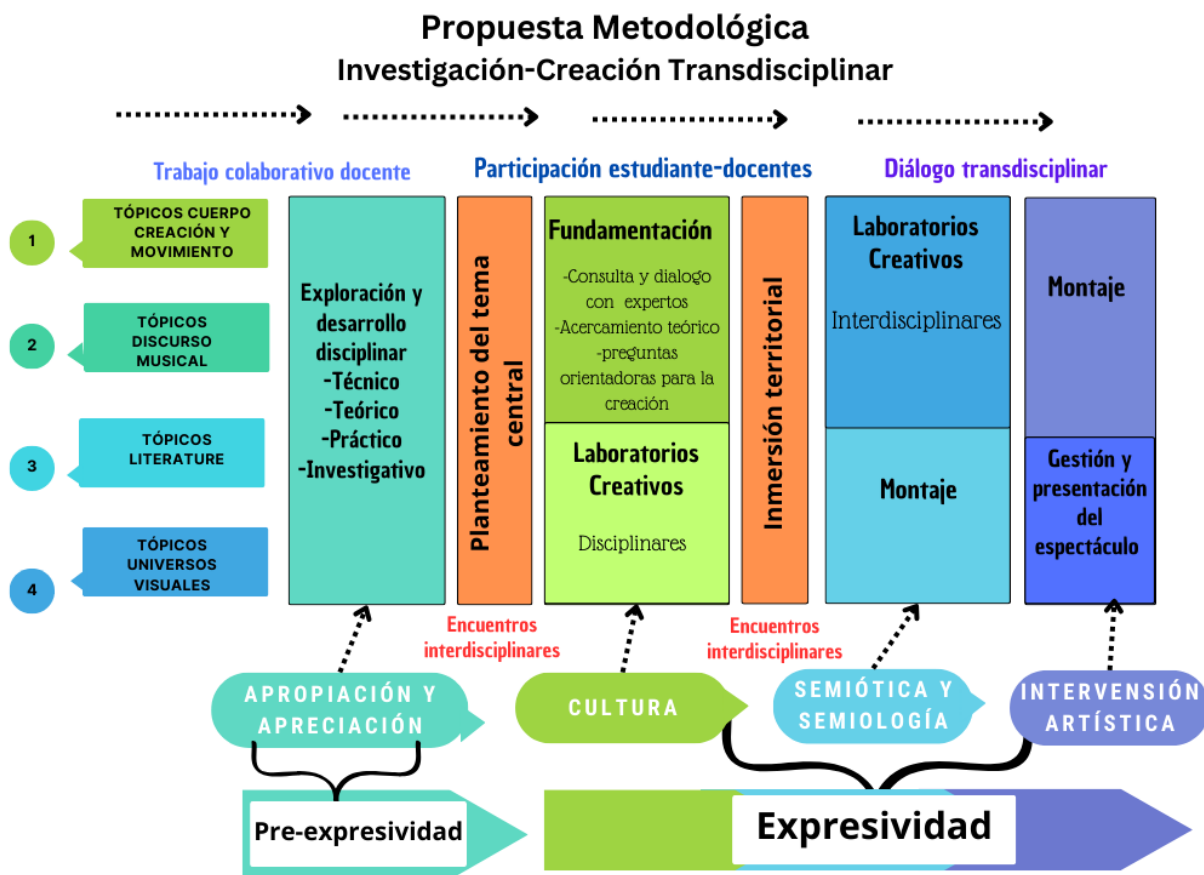 Propuesta Metodológica
Investigación-Creación Transdisciplinar
Trabajo colaborativo docente
Participación estudiante-docentes
Diálogo transdisciplinar
1
TÓPICOS CUERPO
CREACIÓN Y
MOVIMIENTO
2
TÓPICOS
DISCURSO
MUSICAL
3
TÓPICOS
LITERATURE
4
TÓPICOS
UNIVERSOS
VISUALES
Exploración y
desarrollo
disciplinar
-Técnico
-Teórico
-Práctico
-Investigativo
Planteamiento del tema
central
Fundamentación
-Consulta y dialogo
con expertos
-Acercamiento teórico
-preguntas
orientadoras para la
creación
Laboratorios
Creativos
Disciplinares
Inmersión territorial
Laboratorios
Creativos
Interdisciplinares
Montaje
Montaje
Gestión y
presentación
del
espectáculo
Encuentros
interdisciplinares
Encuentros
interdisciplinares
APROPIACIÓN Y
APRECIACIÓN
CULTURA
SEMIÓTICA Y
SEMIOLOGÍA
INTERVENSIÓN
ARTÍSTICA
Pre-expresividad
Expresividad